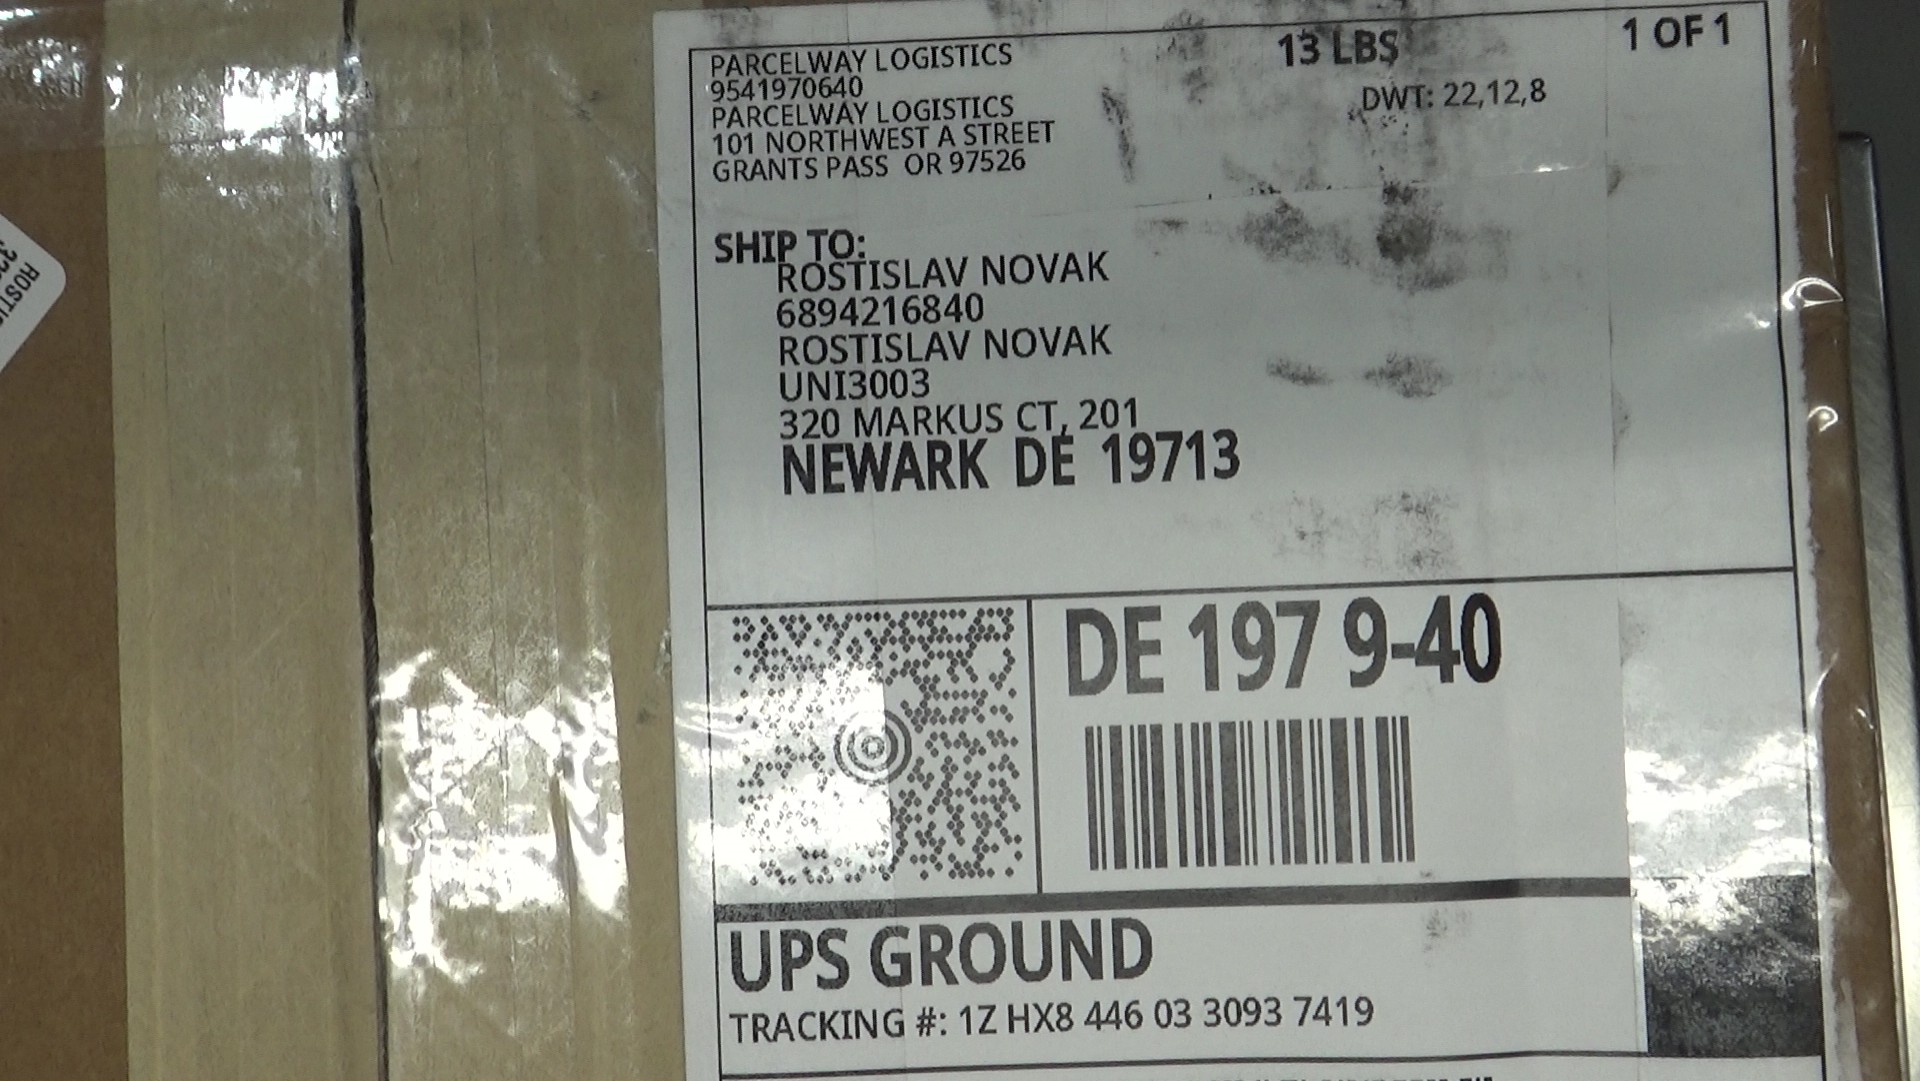 PARCELWAY LOGISTICS
9541970640
PARCELWAY LOGISTICS
101 NORTHWEST A STREET
GRANTS PASS OR 97526
13 LBS
1 OF 1
DWT: 22,12,8
SHIP TO:
ROSTISLAV NOVAK
6894216840
ROSTISLAV NOVAK
UNI3003
320 MARKUS CT, 201
NEWARK DE 19713
DE 197 9-40
UPS GROUND
TRACKING #: 1Z HX8 446 03 3093 7419